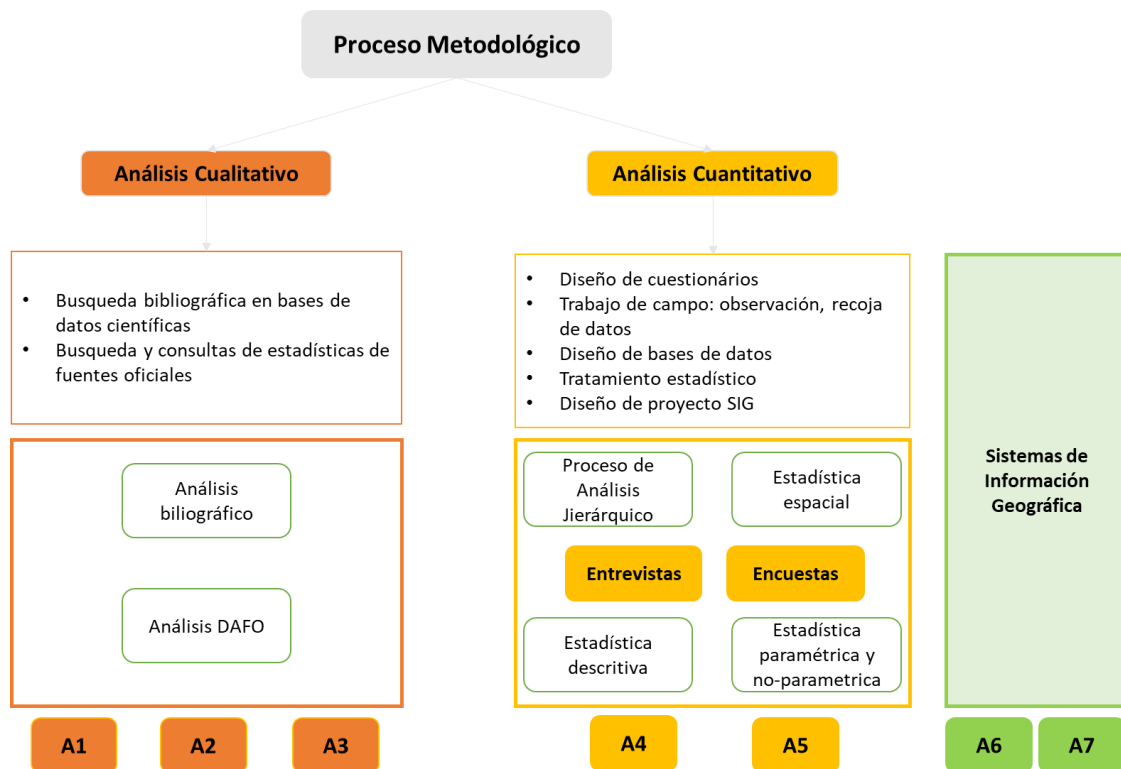 Proceso Metodológico
Análisis Cualitativo
Análisis Cuantitativo
• Busqueda bibliográfica en bases de
datos científicas
• Busqueda y consultas de estadísticas de
fuentes oficiales
• Diseño de cuestionários
• Trabajo de campo: observación, recoja
de datos
• Diseño de bases de datos
• Tratamiento estadístico
• Diseño de proyecto SIG
Análisis
biliográfico
Análisis DAFO
Proceso de
Análisis
Jierárquico
Estadística
espacial
Entrevistas
Encuestas
Estadística
descritiva
Estadística
paramétrica y
no-parametrica
Sistemas de
Información
Geográfica
A1
A2
A3
A4
A5
A6
A7